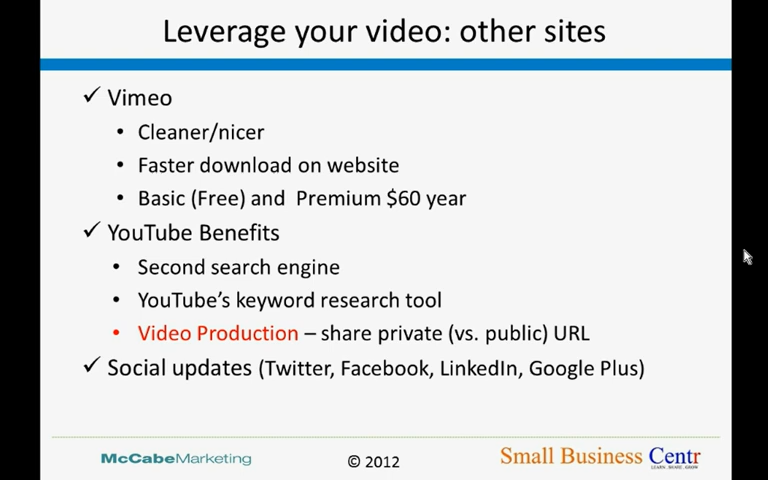 Leverage your video: other sites
✓ Vimeo
• Cleaner/nicer
• Faster download on website
• Basic (Free) and Premium $60 year
✓ YouTube Benefits
• Second search engine
• YouTube's keyword research tool
• Video Production – share private (vs. public) URL
✓ Social updates (Twitter, Facebook, LinkedIn, Google Plus)
McCabeMarketing
© 2012
Small Business Centr
LEARN . SHARE . GROW